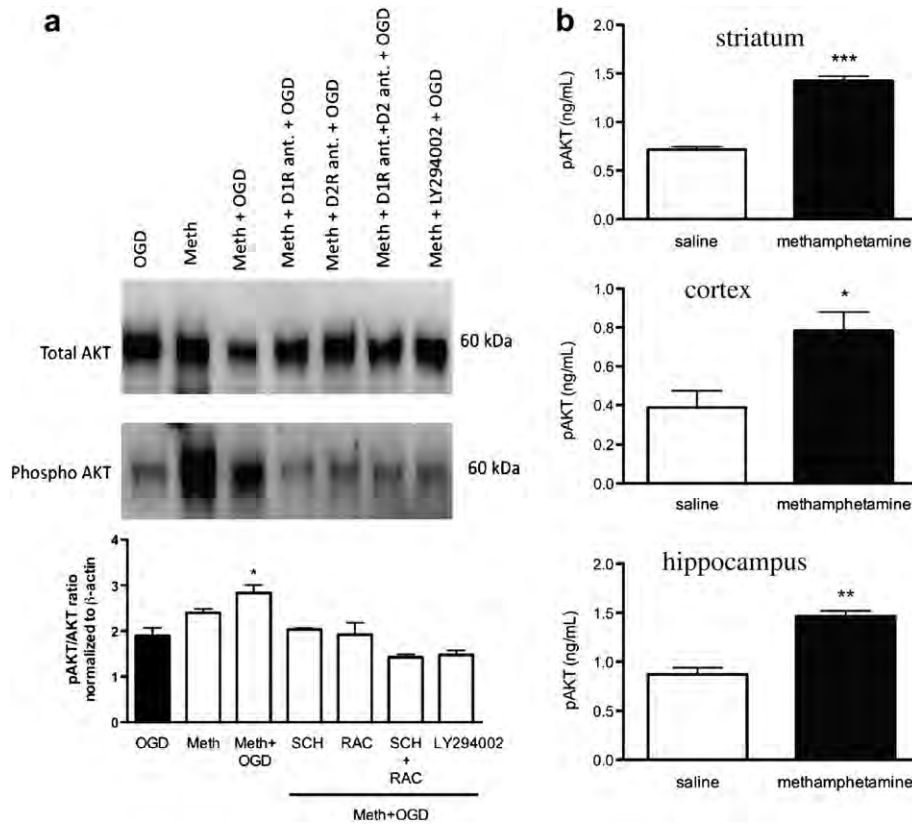 a
OGD
Meth
Meth + OGD
Meth + D1R ant. + OGD
Meth + D2R ant. + OGD
Meth + D1R ant.+D2 ant. + OGD
Meth + LY294002 + OGD
Total AKT
60 kDa
Phospho AKT
60 kDa
pAKT/AKT ratio
normalized to β-actin
4
3
2
1
0
*
OGD
Meth
Meth+
OGD
SCH
RAC
SCH
+
RAC
LY294002
Meth+OGD
b
striatum
pAKT (ng/mL)
2.0
1.5
1.0
0.5
0.0
***
saline
methamphetamine
cortex
pAKT (ng/mL)
1.0
0.8
0.6
0.4
0.2
0.0
*
saline
methamphetamine
hippocampus
pAKT (ng/mL)
2.0
1.5
1.0
0.5
0.0
**
saline
methamphetamine